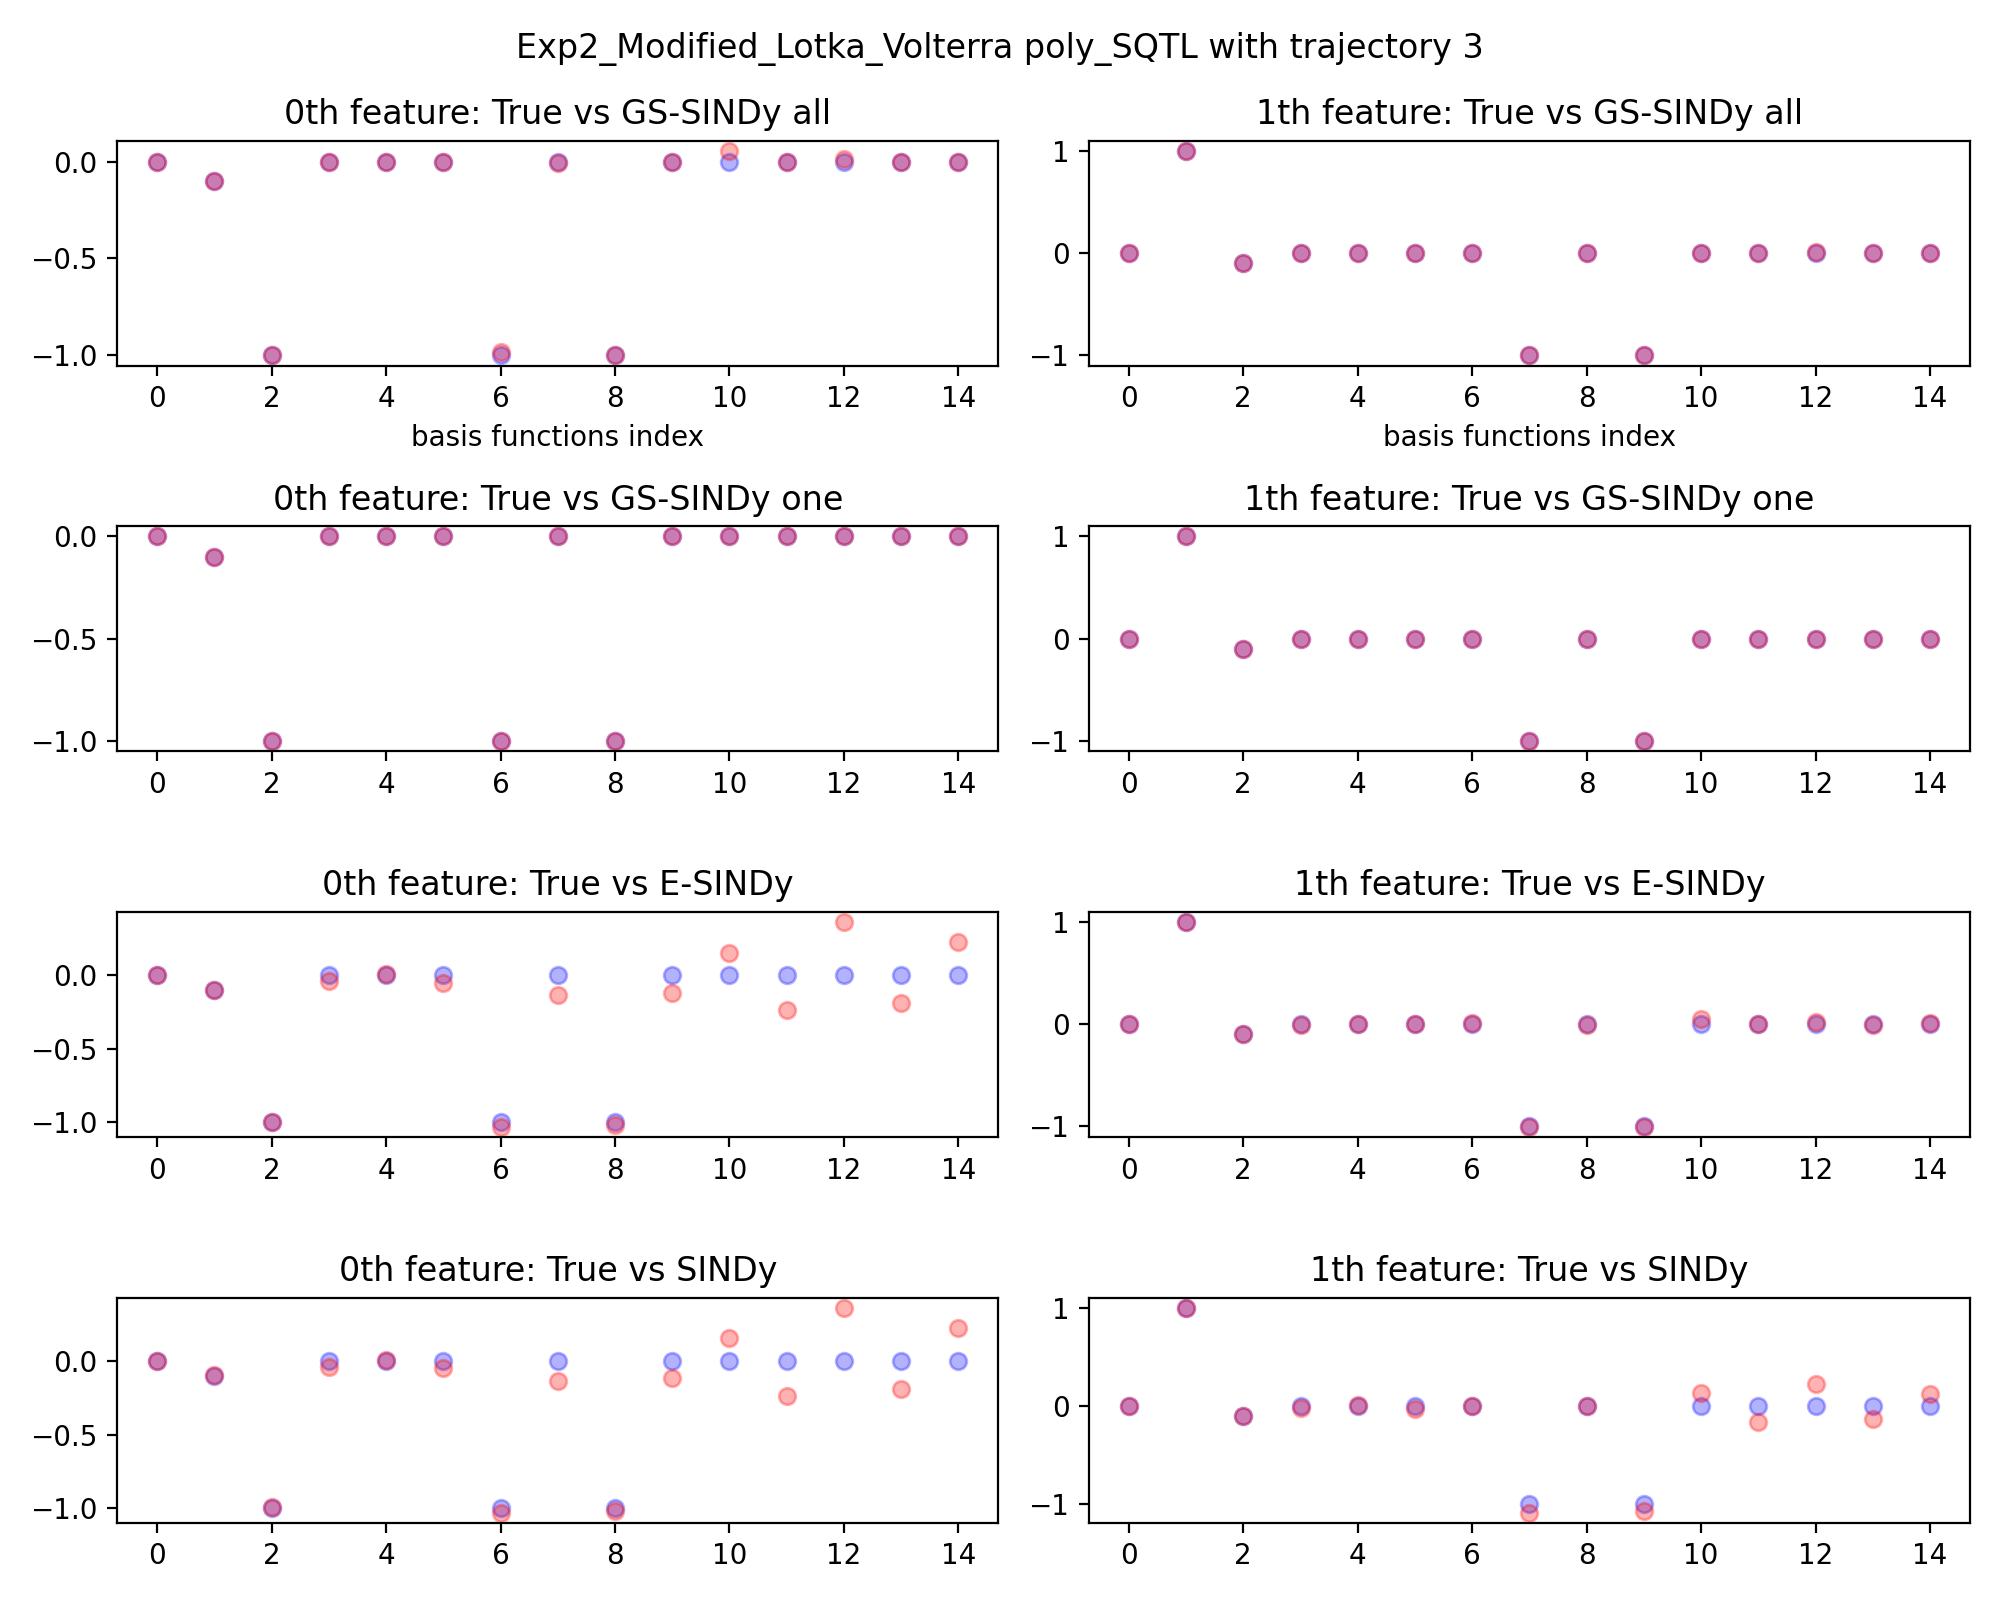 Exp2_Modified_Lotka_Volterra poly_SQTL with trajectory 3
0th feature: True vs GS-SINDy all
0.0
−0.5
−1.0
0 2 4 6 8 10 12 14
basis functions index
1th feature: True vs GS-SINDy all
1
0
−1
0 2 4 6 8 10 12 14
basis functions index
0th feature: True vs GS-SINDy one
0.0
−0.5
−1.0
0 2 4 6 8 10 12 14
1th feature: True vs GS-SINDy one
1
0
−1
0 2 4 6 8 10 12 14
0th feature: True vs E-SINDy
0.0
−0.5
−1.0
0 2 4 6 8 10 12 14
1th feature: True vs E-SINDy
1
0
−1
0 2 4 6 8 10 12 14
0th feature: True vs SINDy
0.0
−0.5
−1.0
0 2 4 6 8 10 12 14
1th feature: True vs SINDy
1
0
−1
0 2 4 6 8 10 12 14